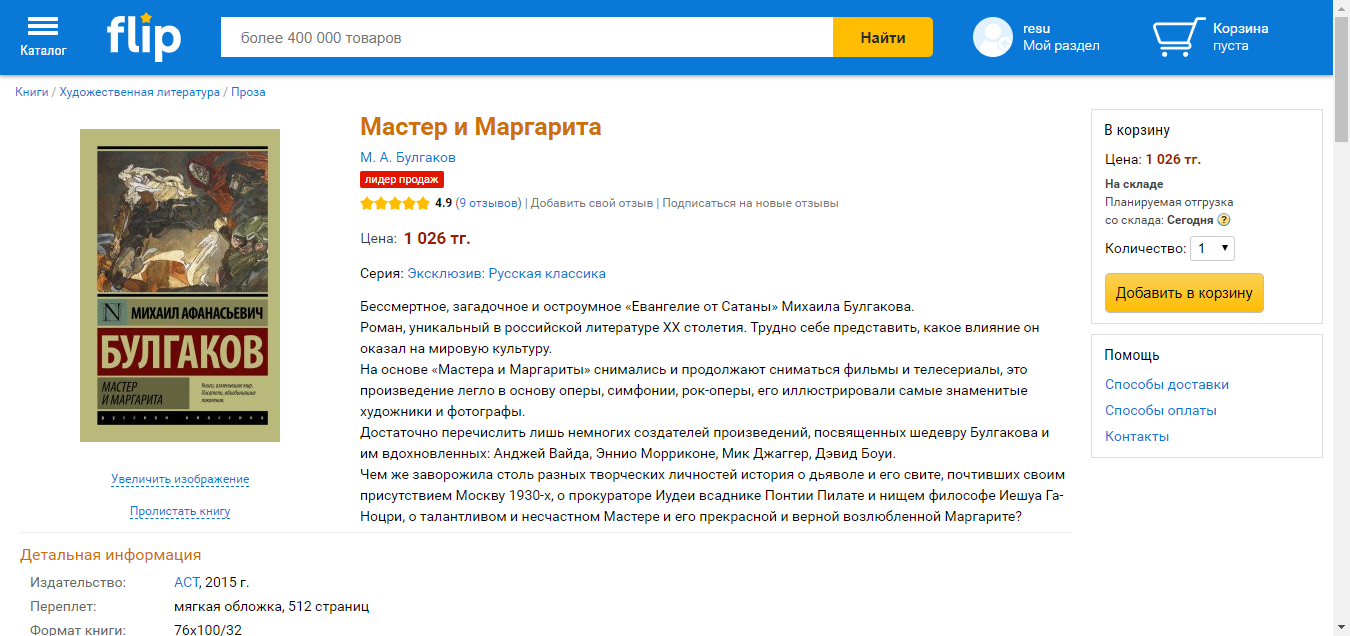 Каталог
flip
более 400 000 товаров
Найти
resu
Мой раздел
Корзина
пуста
Книги / Художественная литература / Проза
N МИХАИЛ АФАНАСЬЕВИЧ
БУЛГАКОВ
МАСТЕР
И МАРГАРИТА
Книги, изменившие мир.
Писатели, объединившие
поколения.
русская классика
Увеличить изображение
Пролистать книгу
Мастер и Маргарита
М. А. Булгаков
лидер продаж
4.9 (9 отзывов) | Добавить свой отзыв | Подписаться на новые отзывы
Цена: 1 026 тг.
Серия: Эксклюзив: Русская классика
Бессмертное, загадочное и остроумное «Евангелие от Сатаны» Михаила Булгакова.
Роман, уникальный в российской литературе XX столетия. Трудно себе представить, какое влияние он
оказал на мировую культуру.
На основе «Мастера и Маргариты» снимались и продолжают сниматься фильмы и телесериалы, это
произведение легло в основу оперы, симфонии, рок-оперы, его иллюстрировали самые знаменитые
художники и фотографы.
Достаточно перечислить лишь немногих создателей произведений, посвященных шедевру Булгакова и
им вдохновленных: Анджей Вайда, Эннио Морриконе, Мик Джаггер, Дэвид Боуи.
Чем же заворожила столь разных творческих личностей история о дьяволе и его свите, почтивших своим
присутствием Москву 1930-х, о прокураторе Иудеи всаднике Понтии Пилате и нищем философе Иешуа Га-
Ноцри, о талантливом и несчастном Мастере и его прекрасной и верной возлюбленной Маргарите?
В корзину
Цена: 1 026 тг.
На складе
Планируемая отгрузка
со склада: Сегодня ?
Количество: 1
Добавить в корзину
Помощь
Способы доставки
Способы оплаты
Контакты
Детальная информация
Издательство: АСТ, 2015 г.
Переплет: мягкая обложка, 512 страниц
Формат книги: 76x100/32